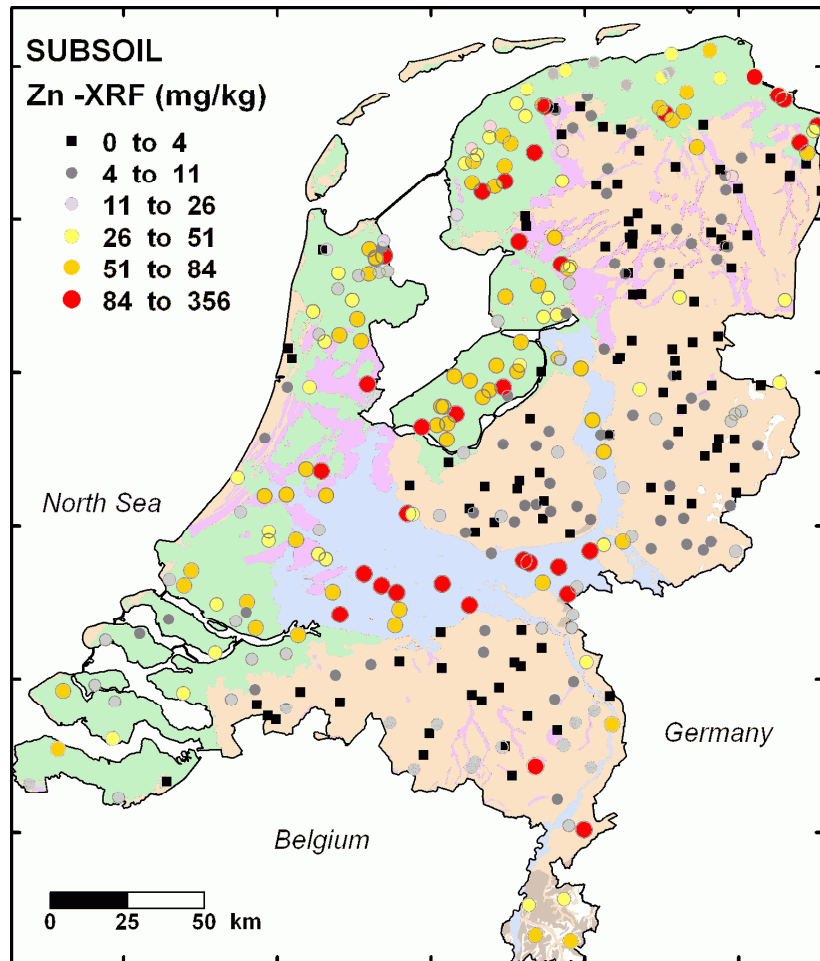 SUBSOIL
Zn -XRF (mg/kg)
0 to 4
4 to 11
11 to 26
26 to 51
51 to 84
84 to 356
North Sea
Germany
Belgium
0 25 50 km